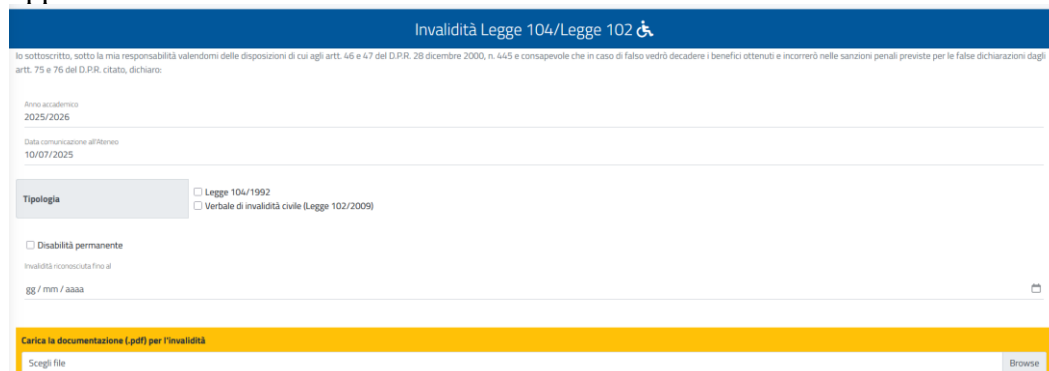 Invalidità Legge 104/Legge 102
Io sottoscritto, sotto la mia responsabilità valendomi delle disposizioni di cui agli artt. 46 e 47 del D.P.R. 28 dicembre 2000, n. 445 e consapevole che in caso di falso vedrò decadere i benefici ottenuti e incorrerò nelle sanzioni penali previste per le false dichiarazioni dagli
artt. 75 e 76 del D.P.R. citato, dichiaro:
Anno accademico
2025/2026
Data comunicazione all'Ateneo
10/07/2025
Tipologia
Legge 104/1992
Verbale di invalidità civile (Legge 102/2009)
Disabilità permanente
Invalidità riconosciuta fino al
gg / mm / aaaa
Carica la documentazione (.pdf) per l'invalidità
Scegli file
Browse